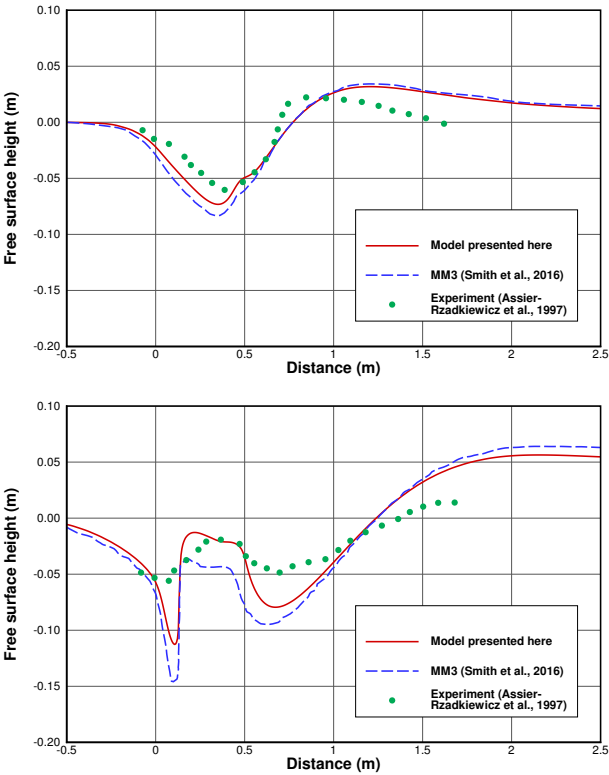 0.10
0.05
0.00
-0.05
-0.10
-0.15
-0.20
Free surface height (m)
Model presented here
MM3 (Smith et al., 2016)
Experiment (Assier-
Rzadkiewicz et al., 1997)
-0.5 0 0.5 1 1.5 2 2.5
Distance (m)
0.10
0.05
0.00
-0.05
-0.10
-0.15
-0.20
Free surface height (m)
Model presented here
MM3 (Smith et al., 2016)
Experiment (Assier-
Rzadkiewicz et al., 1997)
-0.5 0 0.5 1 1.5 2 2.5
Distance (m)